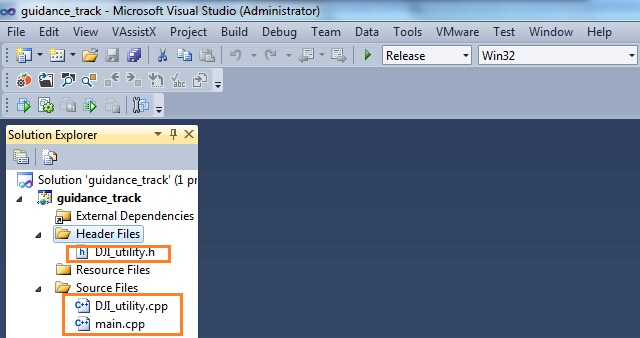 guidance_track - Microsoft Visual Studio (Administrator)
File Edit View VAssistX Project Build Debug Team Data Tools VMware Test Window Help
Release Win32
abc
Solution Explorer
Solution 'guidance_track' (1 pr
guidance_track
External Dependencies
Header Files
h DJI_utility.h
Resource Files
Source Files
C++ DJI_utility.cpp
C++ main.cpp